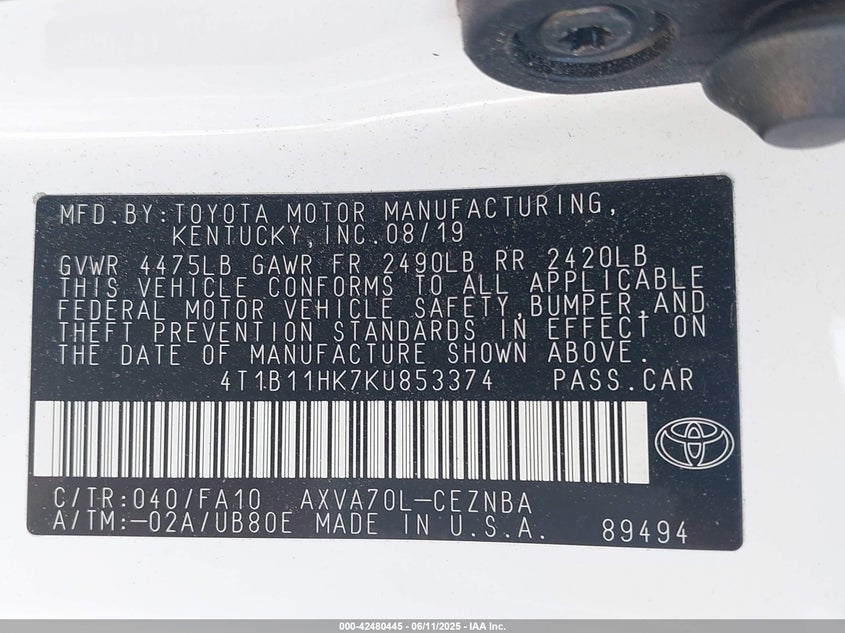 MFD.BY:TOYOTA MOTOR MANUFACTURING,
KENTUCKY,INC.08/19
GVWR 4475LB GAWR FR 2490LB RR 2420LB
THIS VEHICLE CONFORMS TO ALL APPLICABLE
FEDERAL MOTOR VEHICLE SAFETY,BUMPER,AND
THEFT PREVENTION STANDARDS IN EFFECT ON
THE DATE OF MANUFACTURE SHOWN ABOVE.
4T1B11HK7KU853374 PASS.CAR
C/TR:040/FA10 AXVA70L-CEZNBA
A/TM:-02A/UB80E MADE IN U.S.A. 89494
000-42480445 - 06/11/2025 - IAA Inc.